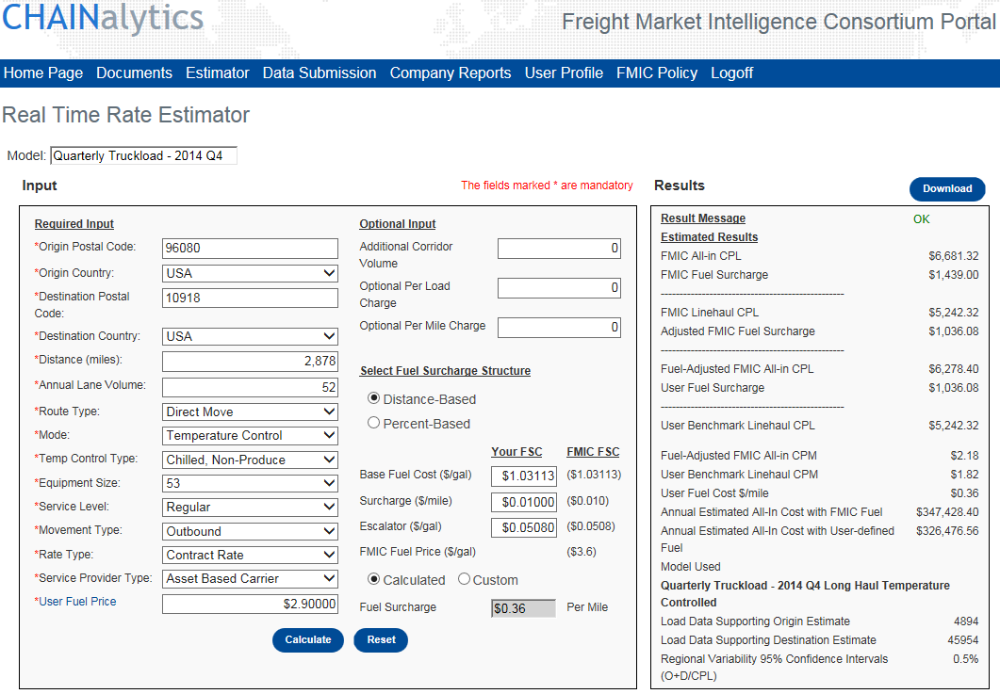 CHAINalytics
Freight Market Intelligence Consortium Portal
Home Page Documents Estimator Data Submission Company Reports User Profile FMIC Policy Logoff
Real Time Rate Estimator
Model: Quarterly Truckload - 2014 Q4
Input
The fields marked * are mandatory
Required Input
*Origin Postal Code: 96080
*Origin Country: USA
*Destination Postal
Code:
10918
*Destination Country: USA
*Distance (miles): 2,878
*Annual Lane Volume: 52
*Route Type: Direct Move
*Mode: Temperature Control
*Temp Control Type: Chilled, Non-Produce
*Equipment Size: 53
*Service Level: Regular
*Movement Type: Outbound
*Rate Type: Contract Rate
*Service Provider Type: Asset Based Carrier
*User Fuel Price $2.90000
Optional Input
Additional Corridor
Volume
0
Optional Per Load
Charge
0
Optional Per Mile Charge 0
Select Fuel Surcharge Structure
Distance-Based
Percent-Based
Your FSC FMIC FSC
Base Fuel Cost ($/gal) $1.03113 ($1.03113)
Surcharge ($/mile) $0.01000 ($0.010)
Escalator ($/gal) $0.05080 ($0.0508)
FMIC Fuel Price ($/gal) ($3.6)
Calculated Custom
Fuel Surcharge $0.36 Per Mile
Calculate Reset
Results
Download
Result Message OK
Estimated Results
FMIC All-in CPL $6,681.32
FMIC Fuel Surcharge $1,439.00
------------------------------------------------
FMIC Linehaul CPL $5,242.32
Adjusted FMIC Fuel Surcharge $1,036.08
------------------------------------------------
Fuel-Adjusted FMIC All-in CPL $6,278.40
User Fuel Surcharge $1,036.08
------------------------------------------------
User Benchmark Linehaul CPL $5,242.32
Fuel-Adjusted FMIC All-in CPM $2.18
User Benchmark Linehaul CPM $1.82
User Fuel Cost $/mile $0.36
Annual Estimated All-In Cost with FMIC Fuel $347,428.40
Annual Estimated All-In Cost with User-defined $326,476.56
Fuel
Model Used
Quarterly Truckload - 2014 Q4 Long Haul Temperature
Controlled
Load Data Supporting Origin Estimate 4894
Load Data Supporting Destination Estimate 45954
Regional Variability 95% Confidence Intervals 0.5%
(O+D/CPL)